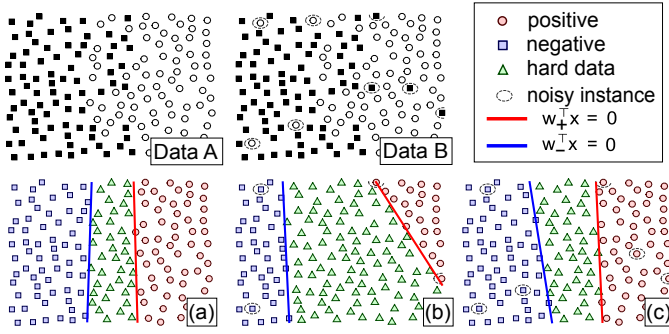 Data A
Data B
positive
negative
hard data
noisy instance
w₊ᵀx = 0
w₋ᵀx = 0
(a)
(b)
(c)